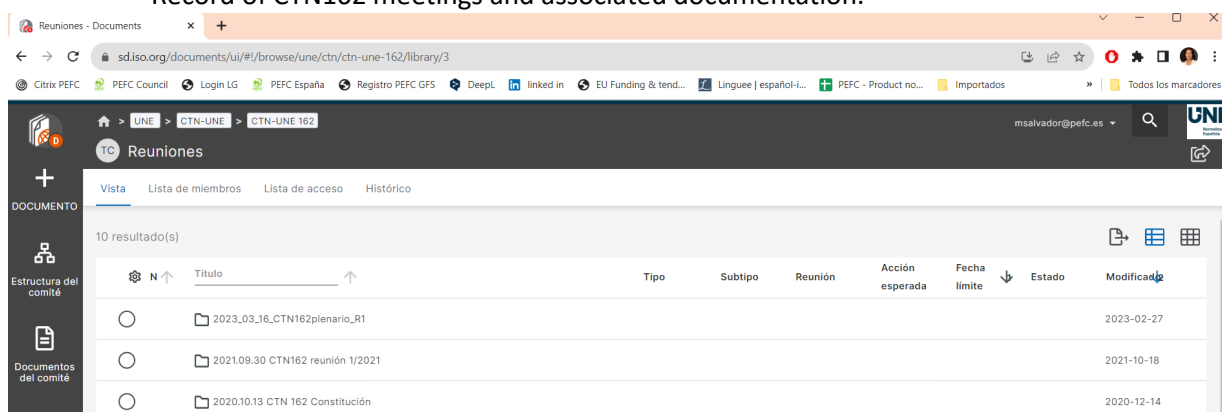 Record of CTN162 meetings and associated documentation.
Reuniones - Documents
sd.iso.org/documents/ui/#!/browse/une/ctn/ctn-une-162/library/3
Citrix PEFC PEFC Council Login LG PEFC España Registro PEFC GFS DeepL linked in EU Funding & tend... Linguee | español-i... PEFC - Product no... Importados » Todos los marcadores
> UNE > CTN-UNE > CTN-UNE 162 msalvador@pefc.es UNE
TC Reuniones
DOCUMENTO
Vista Lista de miembros Lista de acceso Histórico
10 resultado(s)
Estructura del comité
N Título Tipo Subtipo Reunión Acción esperada Fecha límite Estado Modificado
2023_03_16_CTN162plenario_R1 2023-02-27
Documentos del comité
2021.09.30 CTN162 reunión 1/2021 2021-10-18
2020.10.13 CTN 162 Constitución 2020-12-14